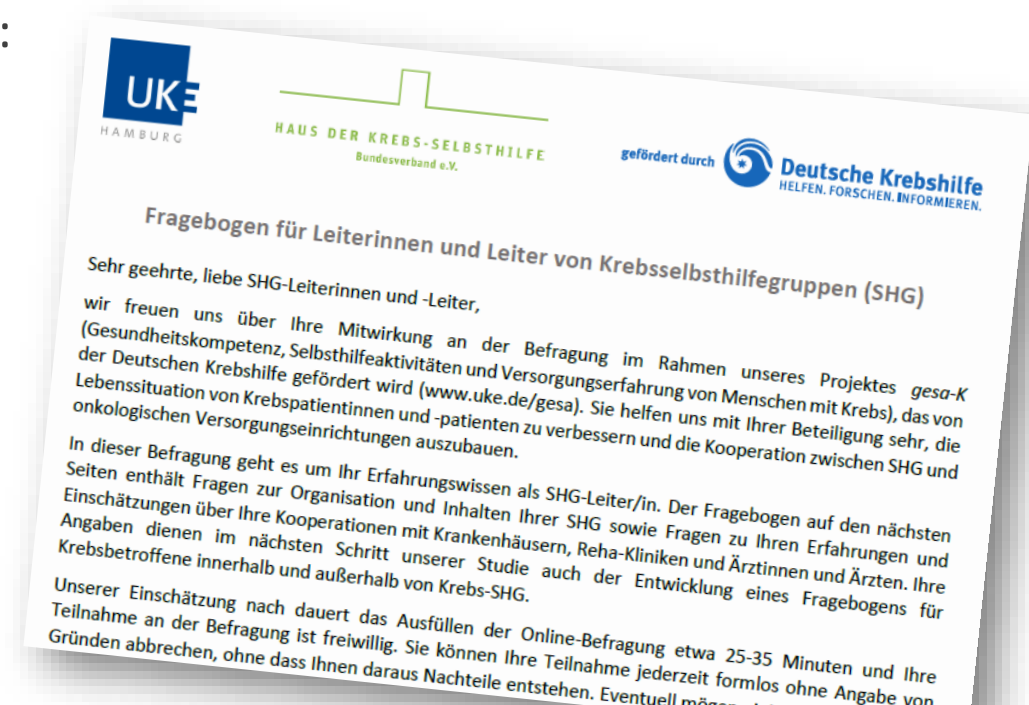 :
UKE
HAMBURG
HAUS DER KREBS-SELBSTHILFE
Bundesverband e.V.
gefördert durch
Deutsche Krebshilfe
HELFEN. FORSCHEN. INFORMIEREN.
Fragebogen für Leiterinnen und Leiter von Krebsselbsthilfegruppen (SHG)
Sehr geehrte, liebe SHG-Leiterinnen und -Leiter,
wir freuen uns über Ihre Mitwirkung an der Befragung im Rahmen unseres Projektes gesa-K
(Gesundheitskompetenz, Selbsthilfeaktivitäten und Versorgungserfahrung von Menschen mit Krebs), das von
der Deutschen Krebshilfe gefördert wird (www.uke.de/gesa). Sie helfen uns mit Ihrer Beteiligung sehr, die
Lebenssituation von Krebspatientinnen und -patienten zu verbessern und die Kooperation zwischen SHG und
onkologischen Versorgungseinrichtungen auszubauen.
In dieser Befragung geht es um Ihr Erfahrungswissen als SHG-Leiter/in. Der Fragebogen auf den nächsten
Seiten enthält Fragen zur Organisation und Inhalten Ihrer SHG sowie Fragen zu Ihren Erfahrungen und
Einschätzungen über Ihre Kooperationen mit Krankenhäusern, Reha-Kliniken und Ärztinnen und Ärzten. Ihre
Angaben dienen im nächsten Schritt unserer Studie auch der Entwicklung eines Fragebogens für
Krebsbetroffene innerhalb und außerhalb von Krebs-SHG.
Unserer Einschätzung nach dauert das Ausfüllen der Online-Befragung etwa 25-35 Minuten und Ihre
Teilnahme an der Befragung ist freiwillig. Sie können Ihre Teilnahme jederzeit formlos ohne Angabe von
Gründen abbrechen, ohne dass Ihnen daraus Nachteile entstehen. Eventuell